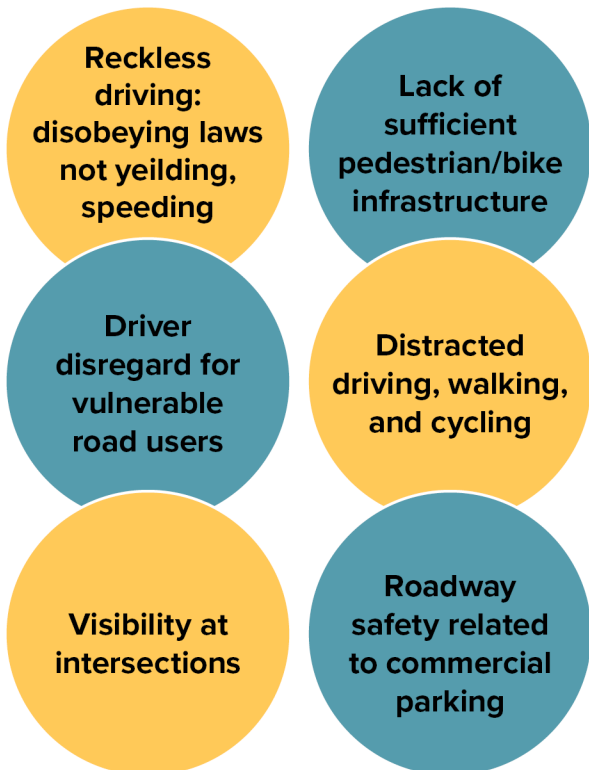 Reckless
driving:
disobeying laws
not yeilding,
speeding
Lack of
sufficient
pedestrian/bike
infrastructure
Driver
disregard for
vulnerable
road users
Distracted
driving, walking,
and cycling
Visibility at
intersections
Roadway
safety related
to commercial
parking